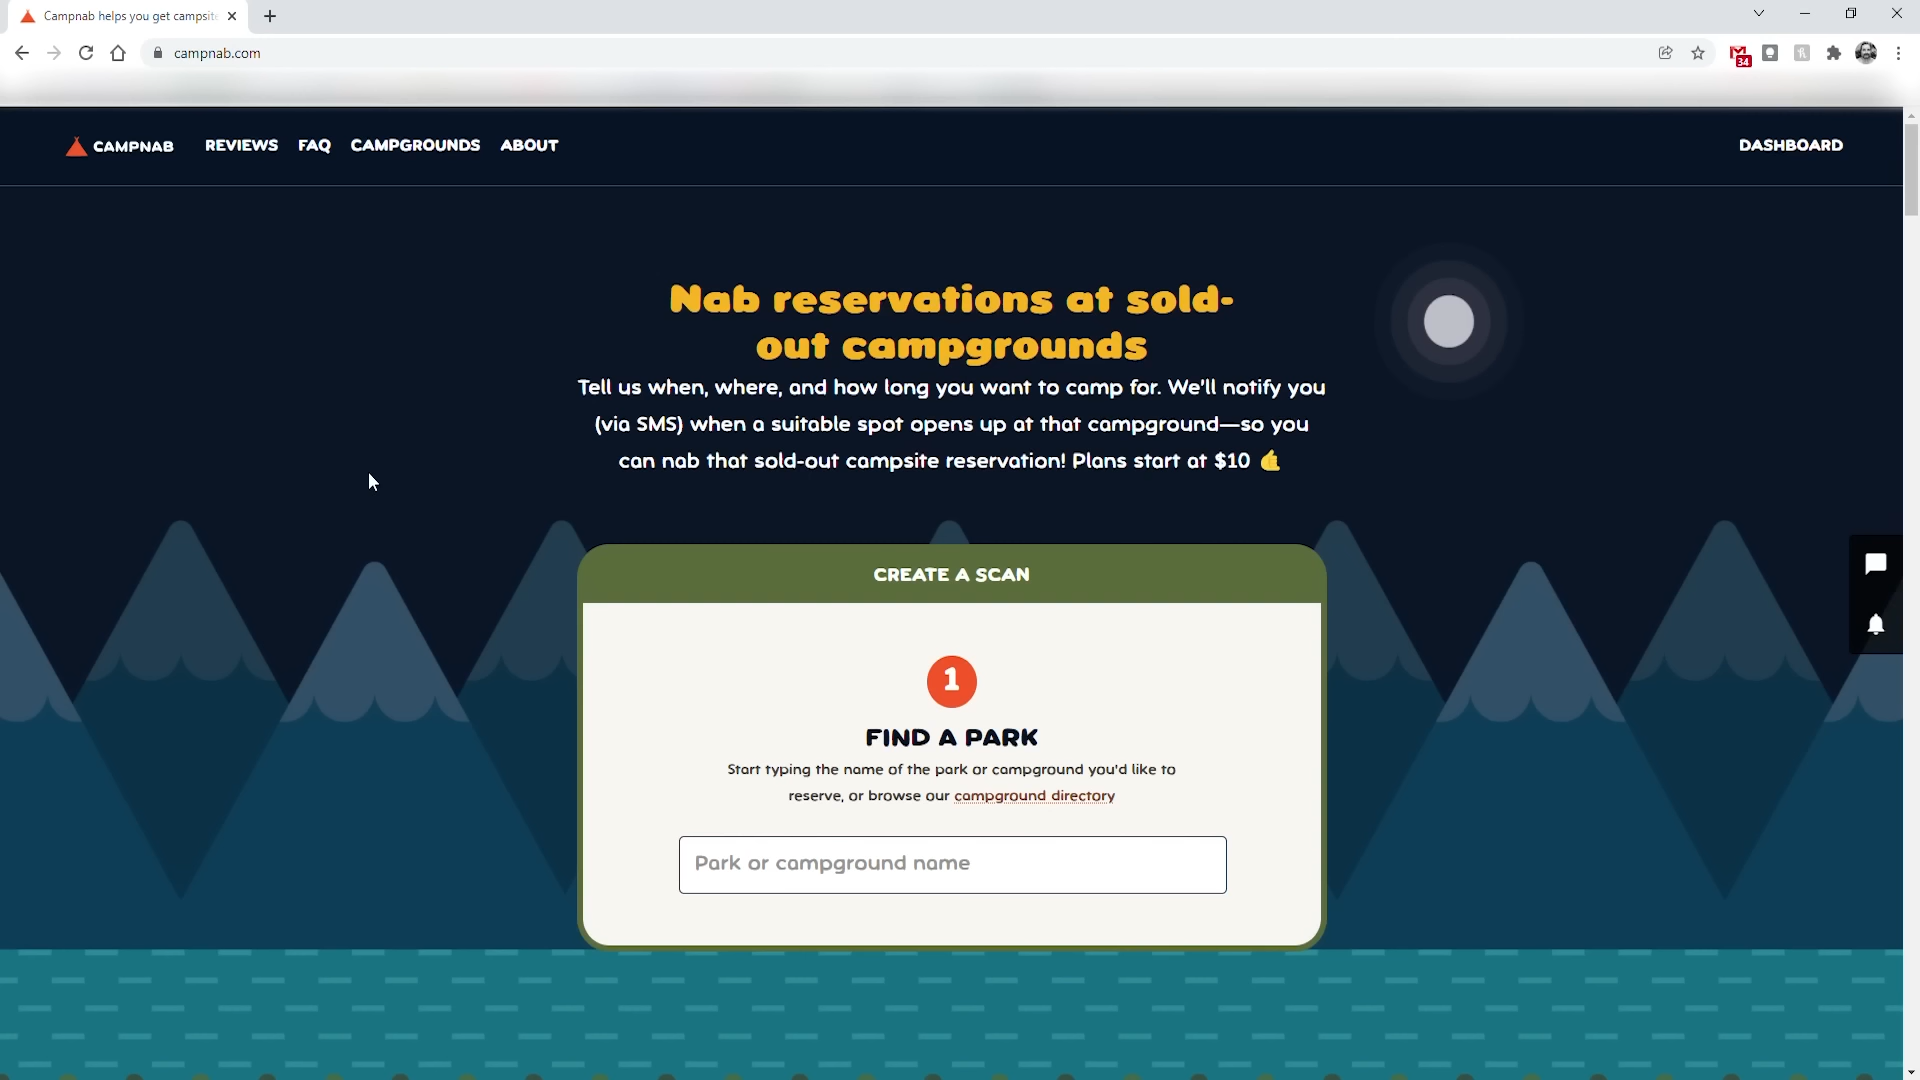 Campnab helps you get campsite
campnab.com
34
CAMPNAB
REVIEWS
FAQ
CAMPGROUNDS
ABOUT
DASHBOARD
Nab reservations at sold-
out campgrounds
Tell us when, where, and how long you want to camp for. We'll notify you
(via SMS) when a suitable spot opens up at that campground—so you
can nab that sold-out campsite reservation! Plans start at $10 🤙
CREATE A SCAN
1
FIND A PARK
Start typing the name of the park or campground you'd like to
reserve, or browse our campground directory
Park or campground name